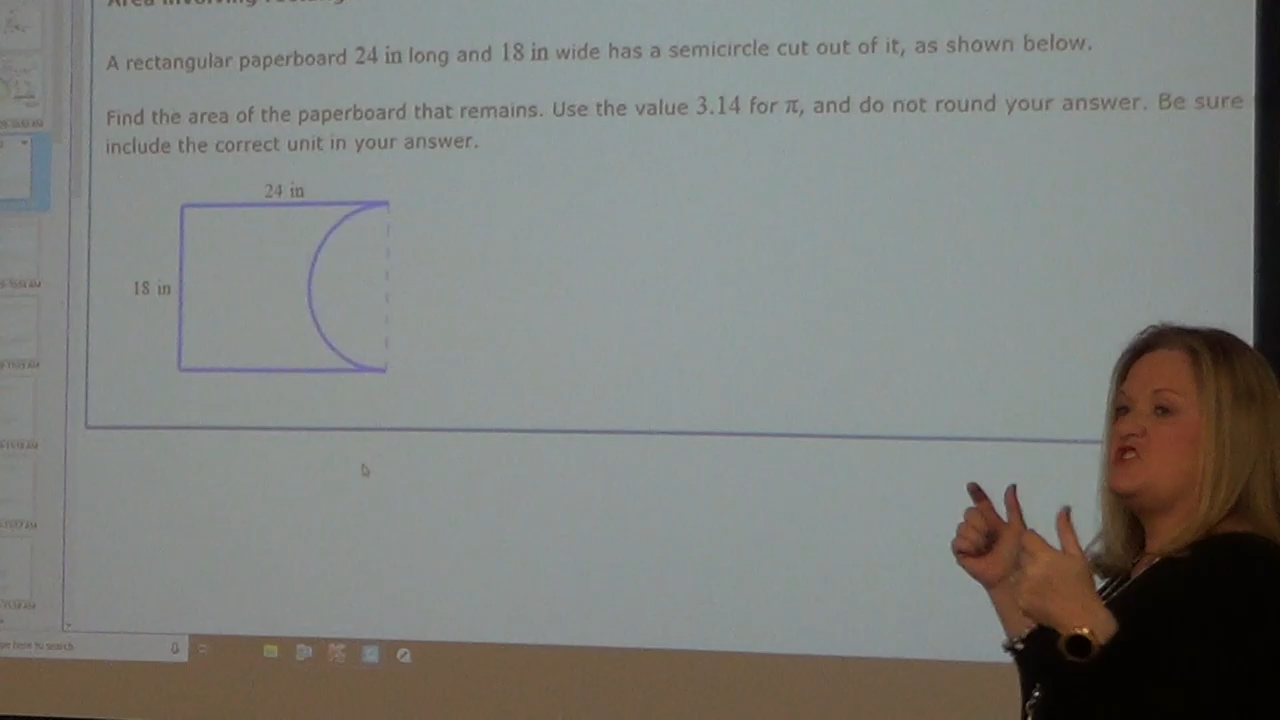 A rectangular paperboard 24 in long and 18 in wide has a semicircle cut out of it, as shown below.
Find the area of the paperboard that remains. Use the value 3.14 for π, and do not round your answer. Be sure
include the correct unit in your answer.
24 in
18 in